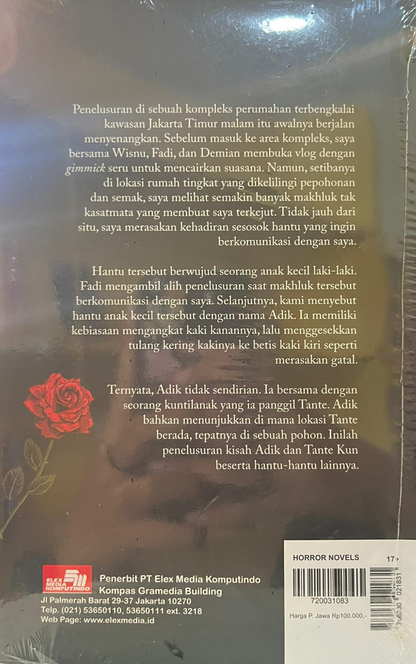 Penelusuran di sebuah kompleks perumahan terbengkalai
kawasan Jakarta Timur malam itu awalnya berjalan
menyenangkan. Sebelum masuk ke area kompleks, saya
bersama Wisnu, Fadi, dan Demian membuka vlog dengan
gimmick seru untuk mencairkan suasana. Namun, setibanya
di lokasi rumah tingkat yang dikelilingi pepohonan
dan semak, saya melihat semakin banyak makhluk tak
kasatmata yang membuat saya terkejut. Tidak jauh dari
situ, saya merasakan kehadiran sesosok hantu yang ingin
berkomunikasi dengan saya.
Hantu tersebut berwujud seorang anak kecil laki-laki.
Fadi mengambil alih penelusuran saat makhluk tersebut
berkomunikasi dengan saya. Selanjutnya, kami menyebut
hantu anak kecil tersebut dengan nama Adik. Ia memiliki
kebiasaan mengangkat kaki kanannya, lalu menggesekkan
tulang kering kakinya ke betis kaki kiri seperti
merasakan gatal.
Ternyata, Adik tidak sendirian. Ia bersama dengan
seorang kuntilanak yang ia panggil Tante. Adik
bahkan menunjukkan di mana lokasi Tante
berada, tepatnya di sebuah pohon. Inilah
penelusuran kisah Adik dan Tante Kun
beserta hantu-hantu lainnya.
ELEX MEDIA KOMPUTINDO
Penerbit PT Elex Media Komputindo
Kompas Gramedia Building
Jl Palmerah Barat 29-37 Jakarta 10270
Telp. (021) 53650110, 53650111 ext. 3218
Web Page: www.elexmedia.id
HORROR NOVELS
17+
720031083
Harga P. Jawa Rp100.000,-